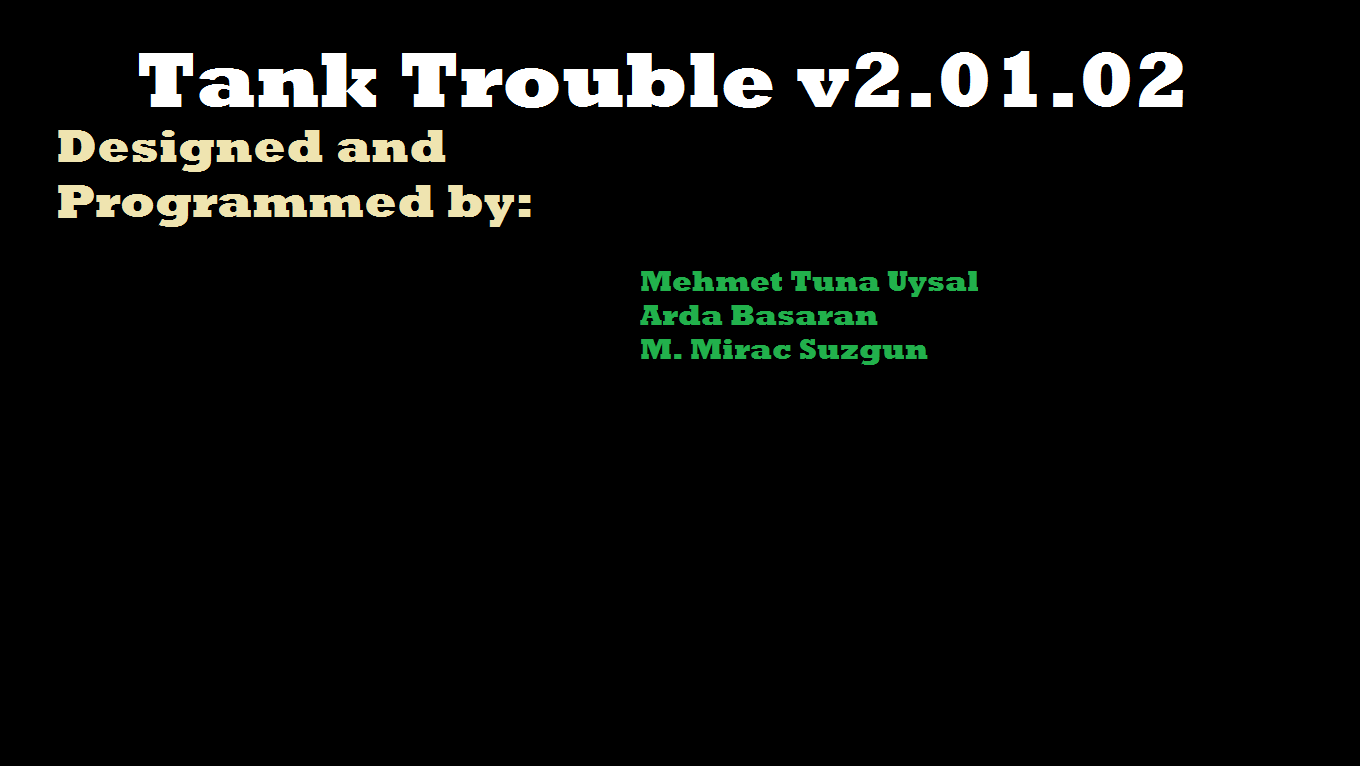 Tank Trouble v2.01.02
Designed and
Programmed by:
Mehmet Tuna Uysal
Arda Basaran
M. Mirac Suzgun